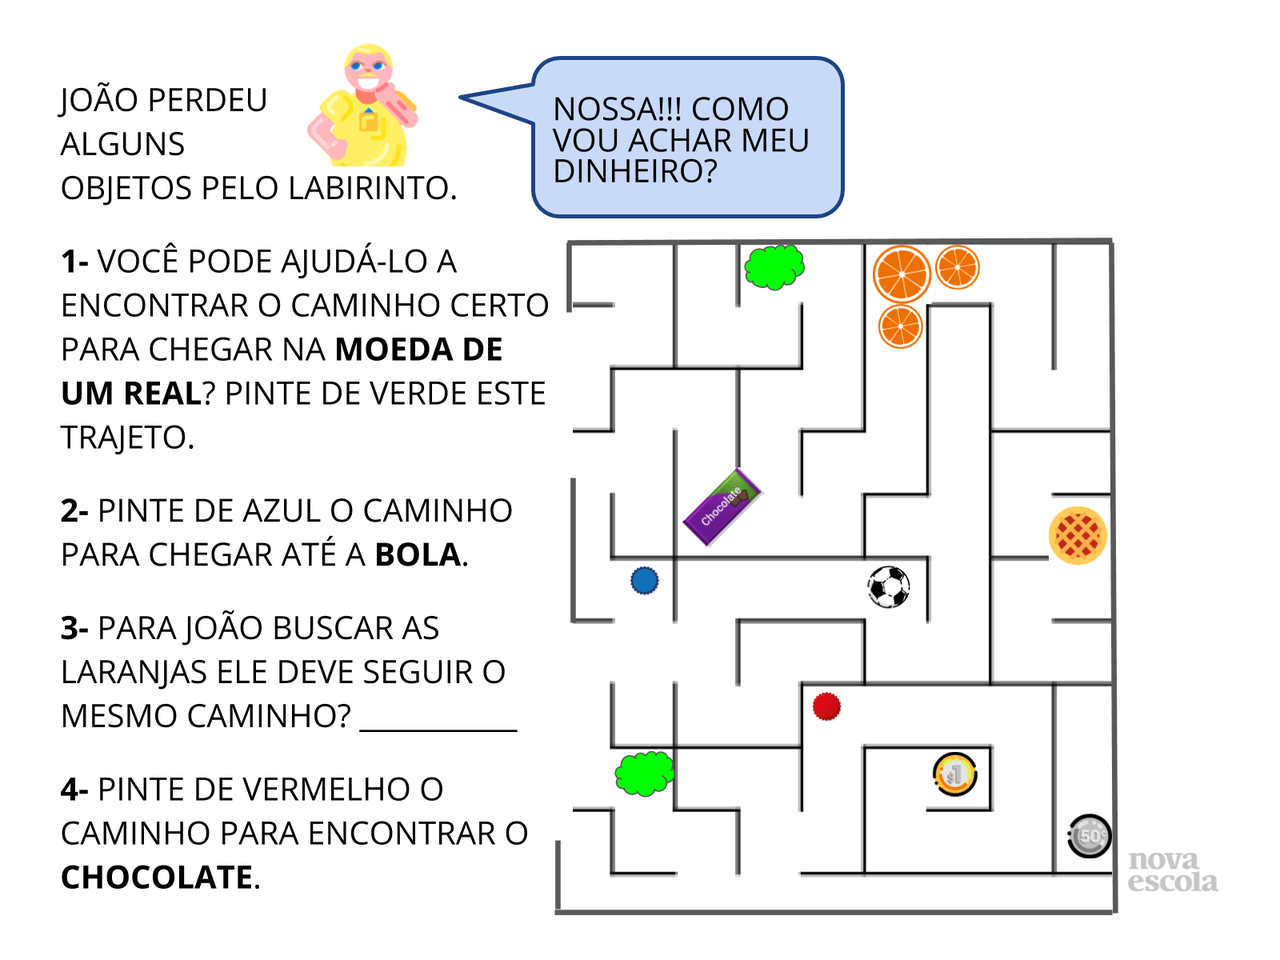 JOÃO PERDEU
ALGUNS
OBJETOS PELO LABIRINTO.
NOSSA!!! COMO
VOU ACHAR MEU
DINHEIRO?
1- VOCÊ PODE AJUDÁ-LO A
ENCONTRAR O CAMINHO CERTO
PARA CHEGAR NA MOEDA DE
UM REAL? PINTE DE VERDE ESTE
TRAJETO.
2- PINTE DE AZUL O CAMINHO
PARA CHEGAR ATÉ A BOLA.
3- PARA JOÃO BUSCAR AS
LARANJAS ELE DEVE SEGUIR O
MESMO CAMINHO? ___________
4- PINTE DE VERMELHO O
CAMINHO PARA ENCONTRAR O
CHOCOLATE.
Chocolate
$1
50
nova
escola